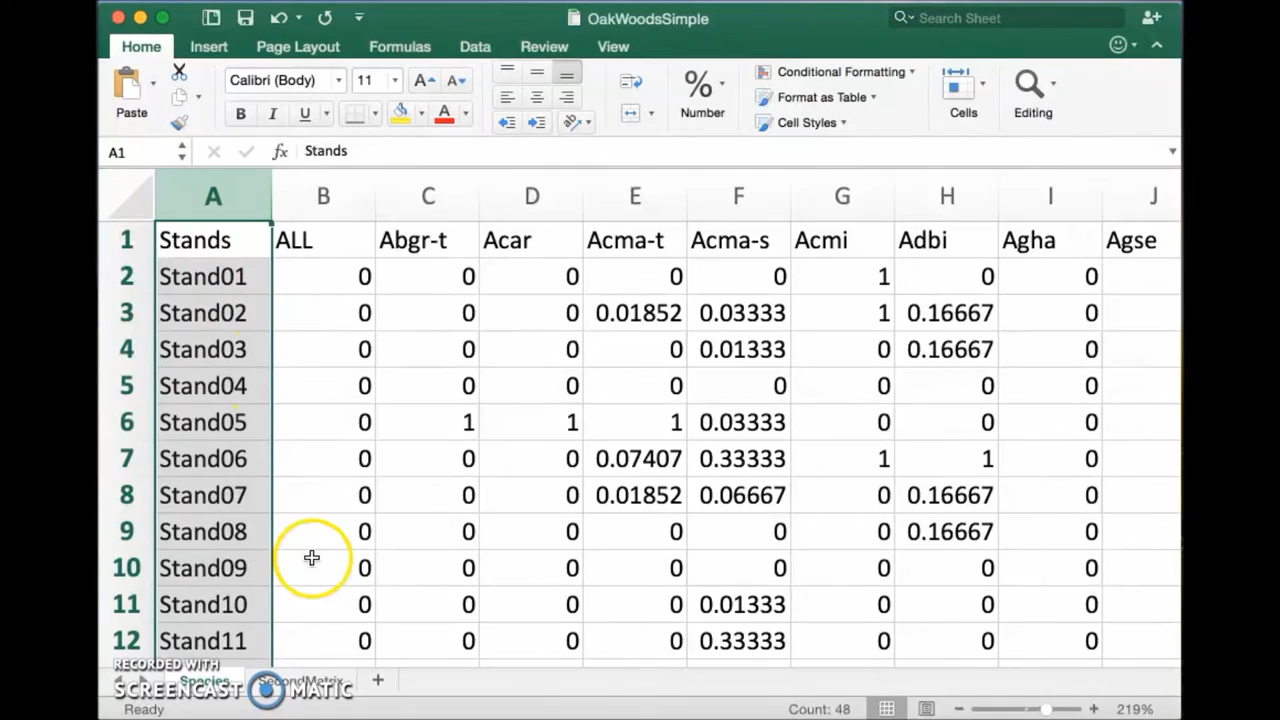 OakWoodsSimple
Search Sheet
Home Insert Page Layout Formulas Data Review View
Paste
Calibri (Body) 11 A A
B I U A
% Number
Conditional Formatting
Format as Table
Cell Styles
Cells
Editing
A1 fx Stands
A B C D E F G H I J
1 Stands ALL Abgr-t Acar Acma-t Acma-s Acmi Adbi Agha Agse
2 Stand01 0 0 0 0 0 1 0 0
3 Stand02 0 0 0 0.01852 0.03333 1 0.16667 0
4 Stand03 0 0 0 0 0.01333 0 0.16667 0
5 Stand04 0 0 0 0 0 0 0 0
6 Stand05 0 1 1 1 0.03333 0 0 0
7 Stand06 0 0 0 0.07407 0.33333 1 1 0
8 Stand07 0 0 0 0.01852 0.06667 0 0.16667 0
9 Stand08 0 0 0 0 0 0 0.16667 0
10 Stand09 0 0 0 0 0 0 0 0
11 Stand10 0 0 0 0 0.01333 0 0 0
12 Stand11 0 0 0 0 0.33333 0 0 0
RECORDED WITH
Species SecondMatrix +
SCREENCAST MATIC
Ready Count: 48 219%